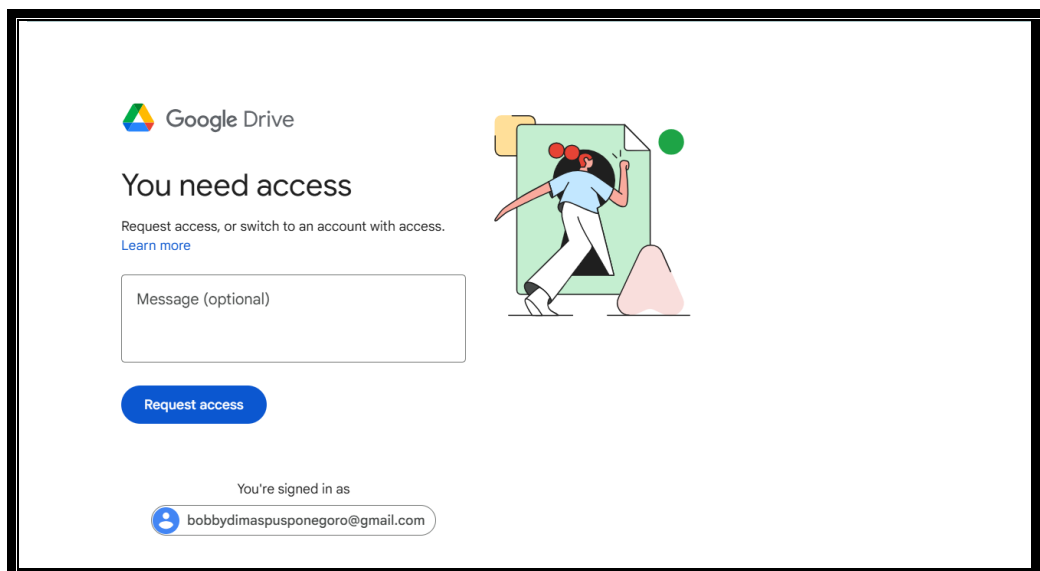 Google Drive
You need access
Request access, or switch to an account with access.
Learn more
Message (optional)
Request access
You're signed in as
bobbydimaspusponegoro@gmail.com